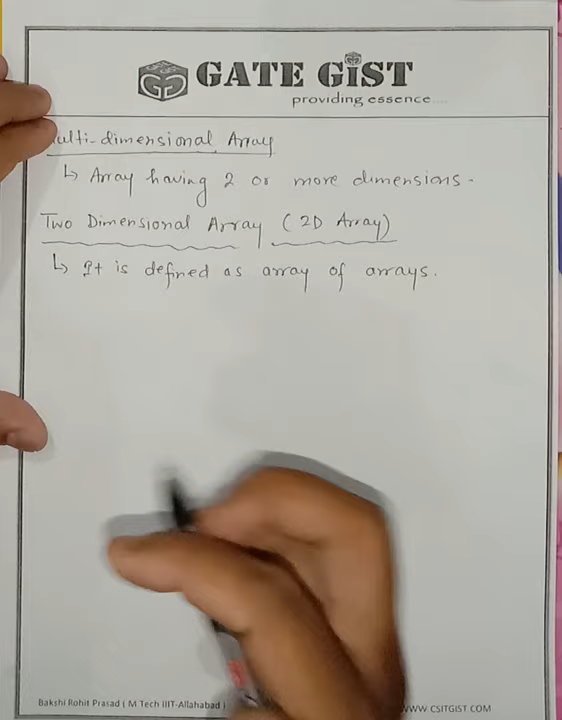 GATE GiST
providing essence....
ulti-dimensional Array
↳ Array having 2 or more dimensions.
Two Dimensional Array ( 2D Array)
↳ It is defined as array of arrays.
Bakshi Rohit Prasad ( M Tech IIIT-Allahabad )
WWW.CSITGIST.COM